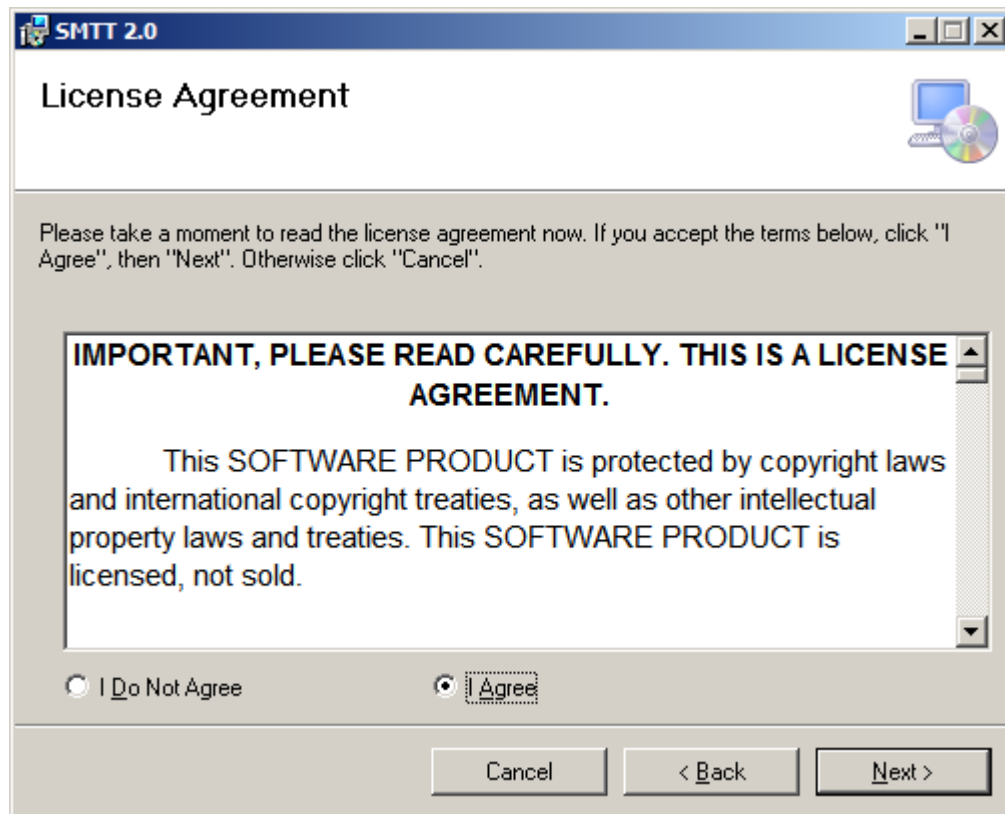 SMTT 2.0
License Agreement
Please take a moment to read the license agreement now. If you accept the terms below, click "I
Agree", then "Next". Otherwise click "Cancel".
IMPORTANT, PLEASE READ CAREFULLY. THIS IS A LICENSE
AGREEMENT.
This SOFTWARE PRODUCT is protected by copyright laws
and international copyright treaties, as well as other intellectual
property laws and treaties. This SOFTWARE PRODUCT is
licensed, not sold.
I Do Not Agree
I Agree
Cancel
< Back
Next >